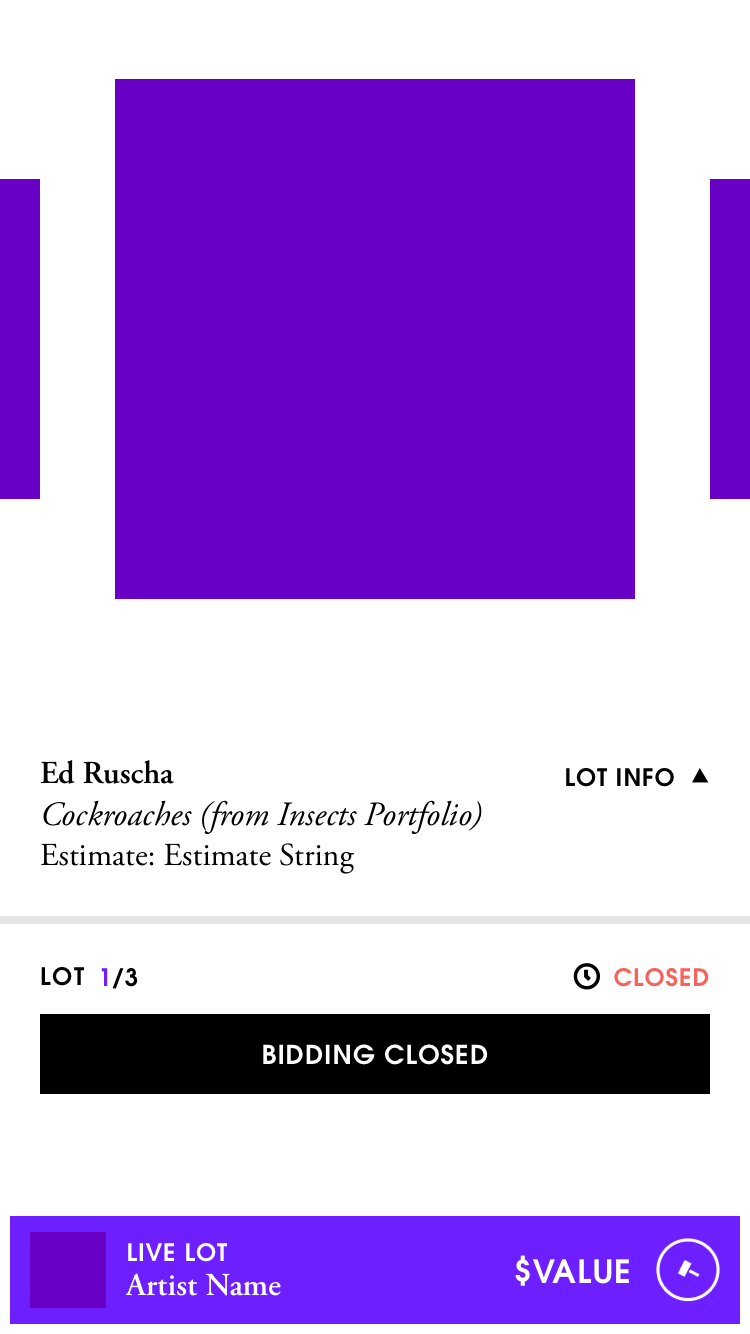 Ed Ruscha
LOT INFO ▲
Cockroaches (from Insects Portfolio)
Estimate: Estimate String
LOT 1/3
CLOSED
BIDDING CLOSED
LIVE LOT
Artist Name
$VALUE